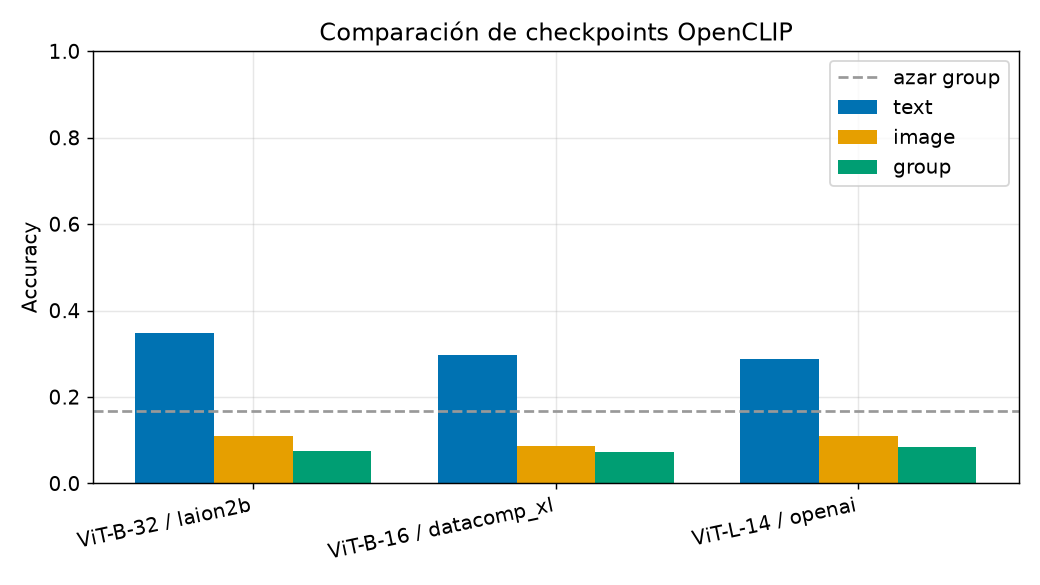 Comparación de checkpoints OpenCLIP
1.0
0.8
0.6
0.4
0.2
0.0
Accuracy
azar group
text
image
group
ViT-B-32 / laion2b
ViT-B-16 / datacomp_xl
ViT-L-14 / openai